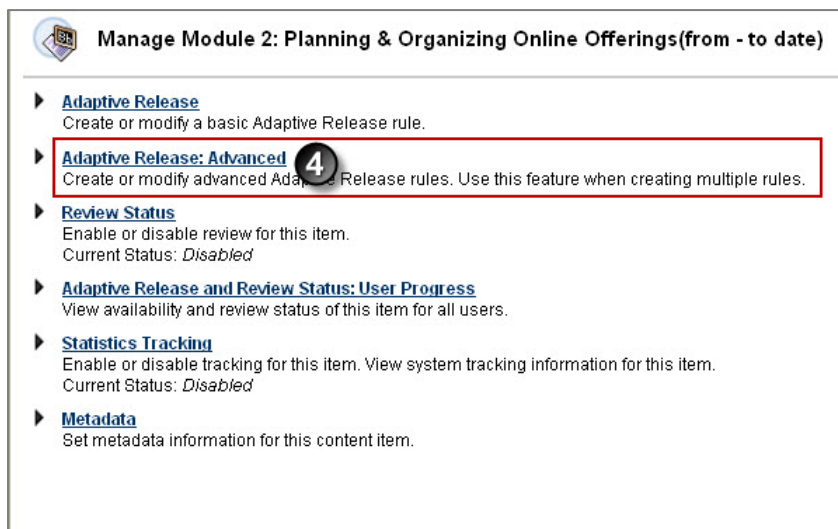 Manage Module 2: Planning & Organizing Online Offerings(from - to date)
Adaptive Release
Create or modify a basic Adaptive Release rule.
Adaptive Release: Advanced
4
Create or modify advanced Release rules. Use this feature when creating multiple rules.
Review Status
Enable or disable review for this item.
Current Status: Disabled
Adaptive Release and Review Status: User Progress
View availability and review status of this item for all users.
Statistics Tracking
Enable or disable tracking for this item. View system tracking information for this item.
Current Status: Disabled
Metadata
Set metadata information for this content item.